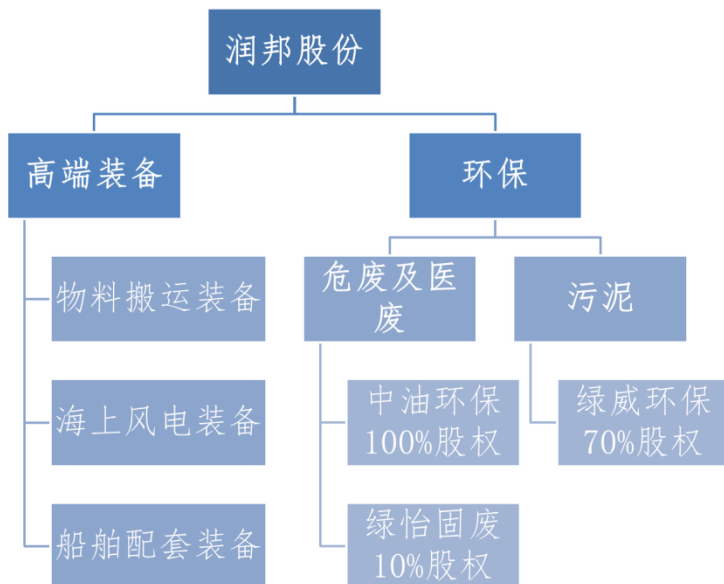 润邦股份
高端装备
环保
物料搬运装备
海上风电装备
船舶配套装备
危废及医
废
污泥
中油环保
100%股权
绿怡固废
10%股权
绿威环保
70%股权